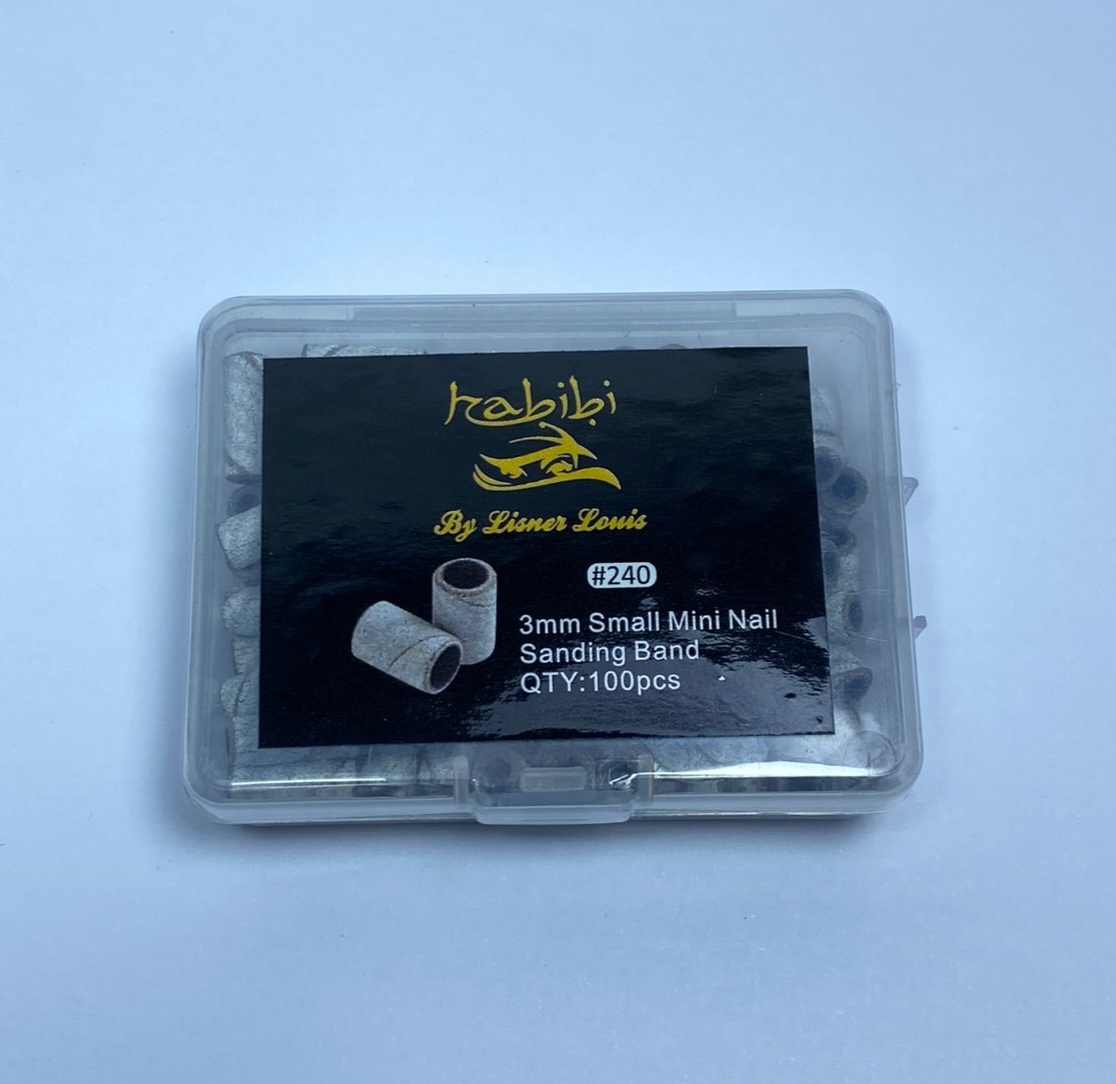 habibi
By Lisner Louis
#240
3mm Small Mini Nail
Sanding Band
QTY:100pcs